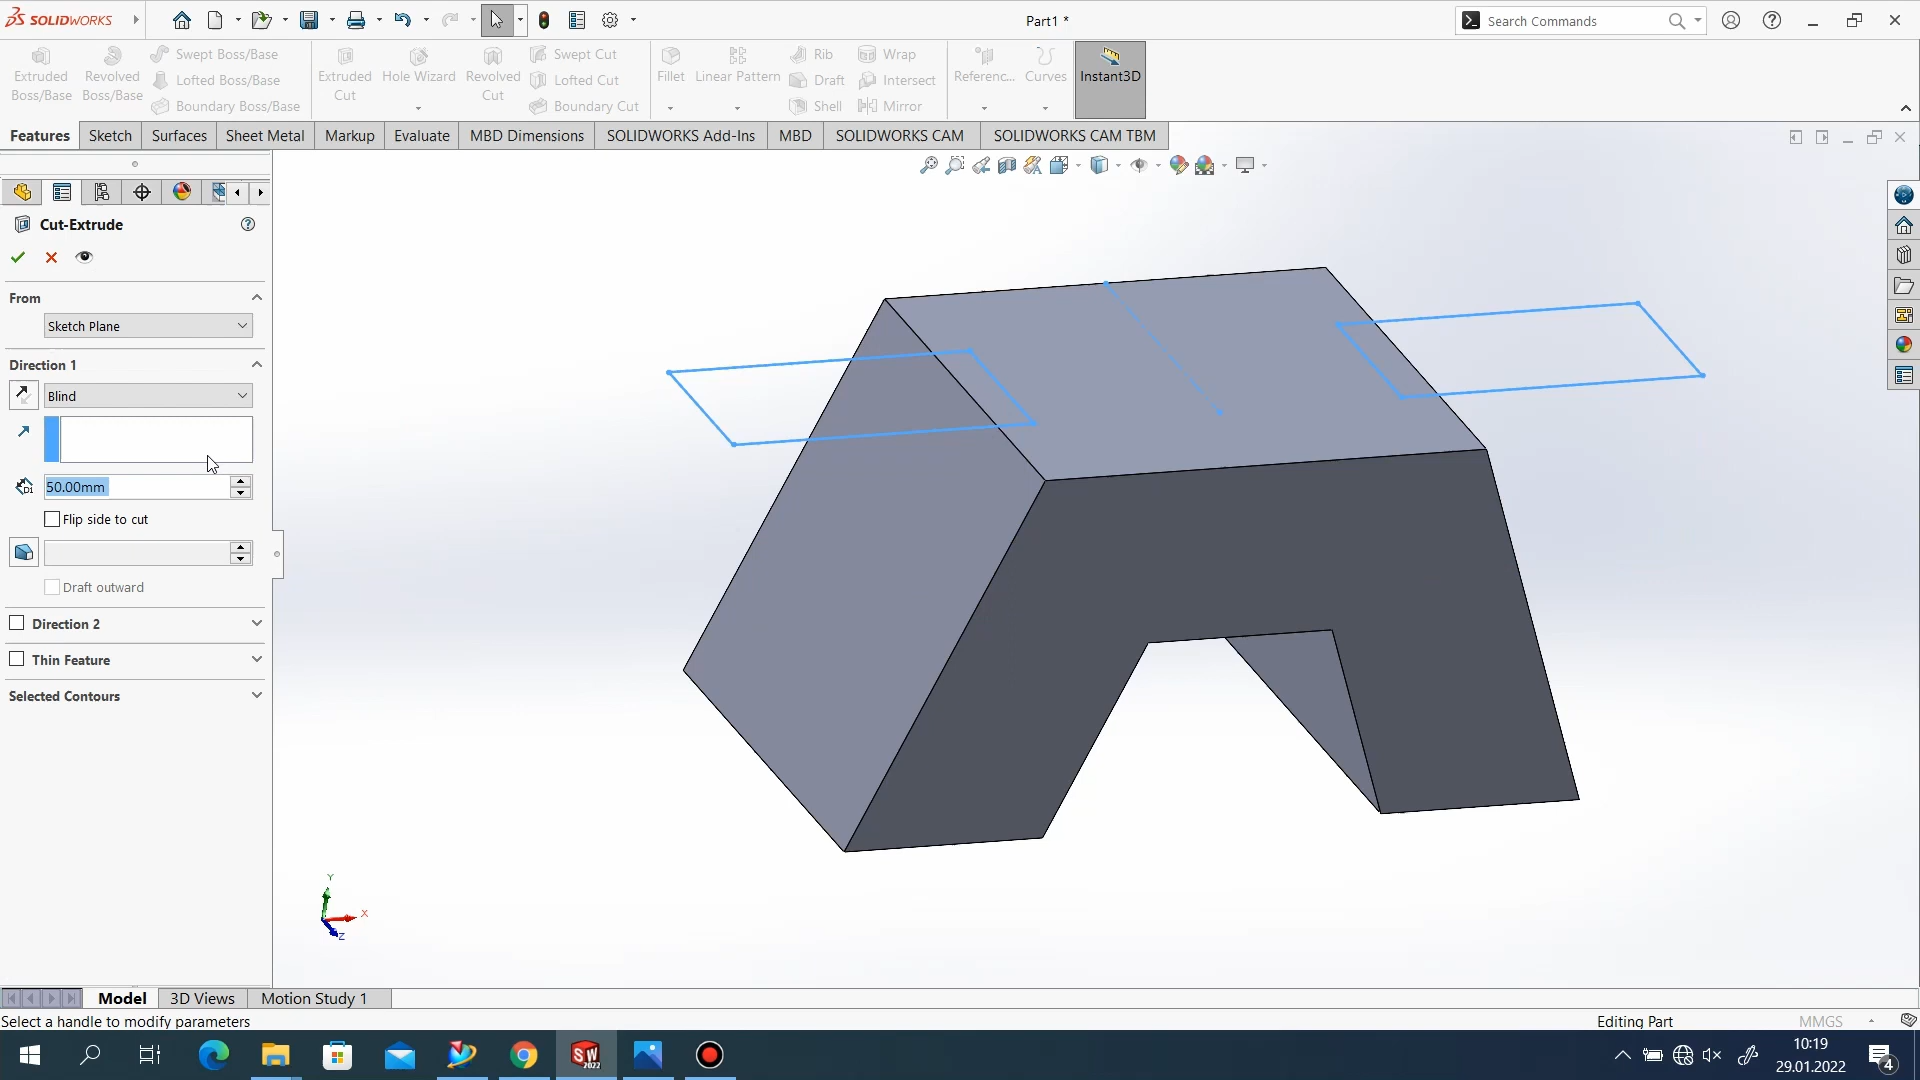 SOLIDWORKS
Part1 *
Search Commands
Extruded Boss/Base
Revolved Boss/Base
Swept Boss/Base
Lofted Boss/Base
Boundary Boss/Base
Extruded Cut
Hole Wizard
Revolved Cut
Swept Cut
Lofted Cut
Boundary Cut
Fillet
Linear Pattern
Rib
Draft
Shell
Wrap
Intersect
Mirror
Referenc...
Curves
Instant3D
Features
Sketch
Surfaces
Sheet Metal
Markup
Evaluate
MBD Dimensions
SOLIDWORKS Add-Ins
MBD
SOLIDWORKS CAM
SOLIDWORKS CAM TBM
Cut-Extrude
From
Sketch Plane
Direction 1
Blind
D1
50.00mm
Flip side to cut
Draft outward
Direction 2
Thin Feature
Selected Contours
Y
X
Z
Model
3D Views
Motion Study 1
Select a handle to modify parameters
Editing Part
MMGS
SW
2022
10:19
29.01.2022
4